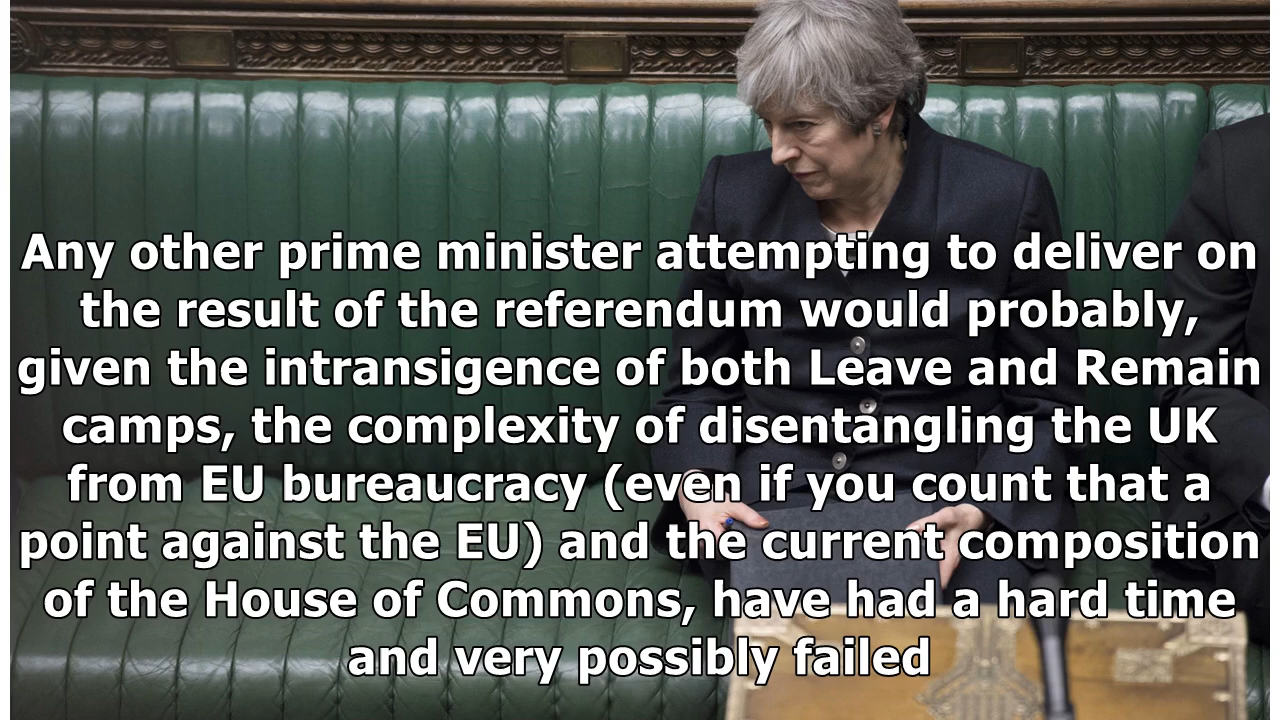 Any other prime minister attempting to deliver on
the result of the referendum would probably,
given the intransigence of both Leave and Remain
camps, the complexity of disentangling the UK
from EU bureaucracy (even if you count that a
point against the EU) and the current composition
of the House of Commons, have had a hard time
and very possibly failed